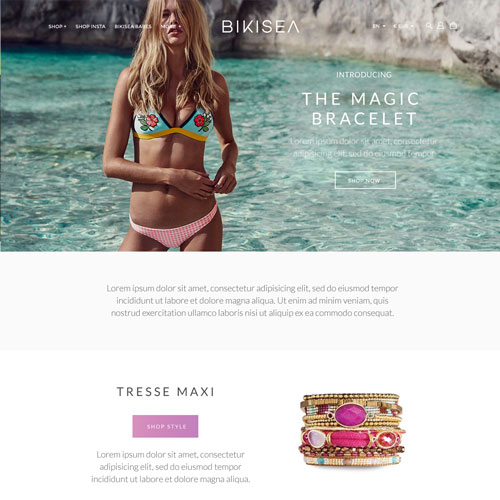 SHOP + SHOP INSTA BIKISEABABES MORE + BIKISEA EN + € EUR +
INTRODUCING
THE MAGIC
BRACELET
Lorem ipsum dolor sit amet, consectetur
adipisicing elit, sed do eiusmod tempor
SHOP NOW
Lorem ipsum dolor sit amet, consectetur adipisicing elit, sed do eiusmod tempor
incididunt ut labore et dolore magna aliqua. Ut enim ad minim veniam, quis
nostrud exercitation ullamco laboris nisi ut aliquip ex ea commodo consequat.
TRESSE MAXI
SHOP STYLE
Lorem ipsum dolor sit amet,
consectetur adipisicing elit, sed do
eiusmod tempor incididunt ut
labore et dolore magna aliqua.